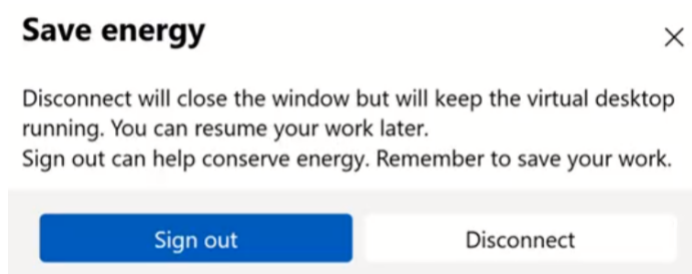 Save energy
Disconnect will close the window but will keep the virtual desktop
running. You can resume your work later.
Sign out can help conserve energy. Remember to save your work.
Sign out
Disconnect